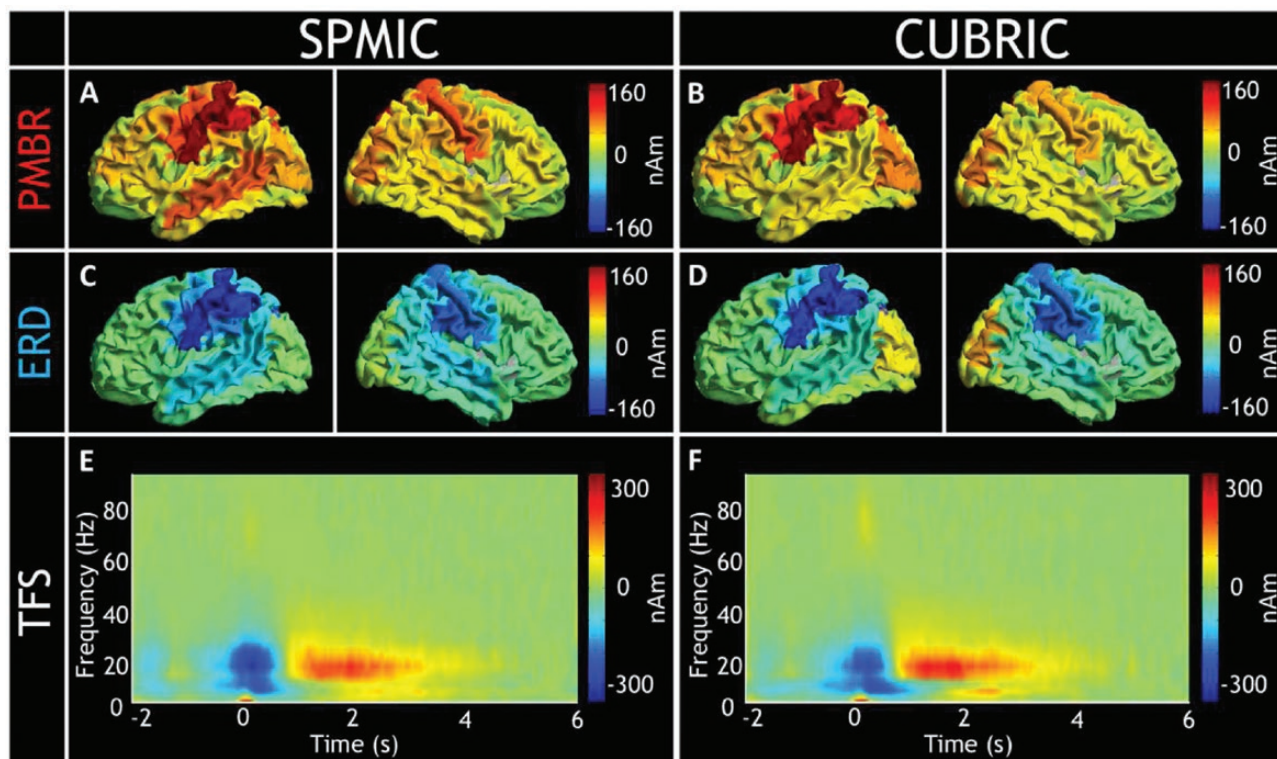 SPMIC
CUBRIC
PMBR
A
160
0
-160
nAm
B
160
0
-160
nAm
ERD
C
160
0
-160
nAm
D
160
0
-160
nAm
TFS
E
Frequency (Hz)
80
60
40
20
0
-2 0 2 4 6
Time (s)
300
0
-300
nAm
F
Frequency (Hz)
80
60
40
20
0
-2 0 2 4 6
Time (s)
300
0
-300
nAm